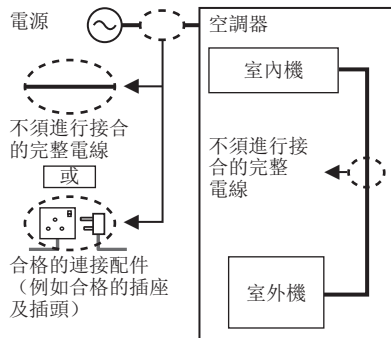 電源
空調器
室內機
不須進行接合
的完整電線
或
不須進行接
合的完整
電線
合格的連接配件
（例如合格的插座
及插頭）
室外機